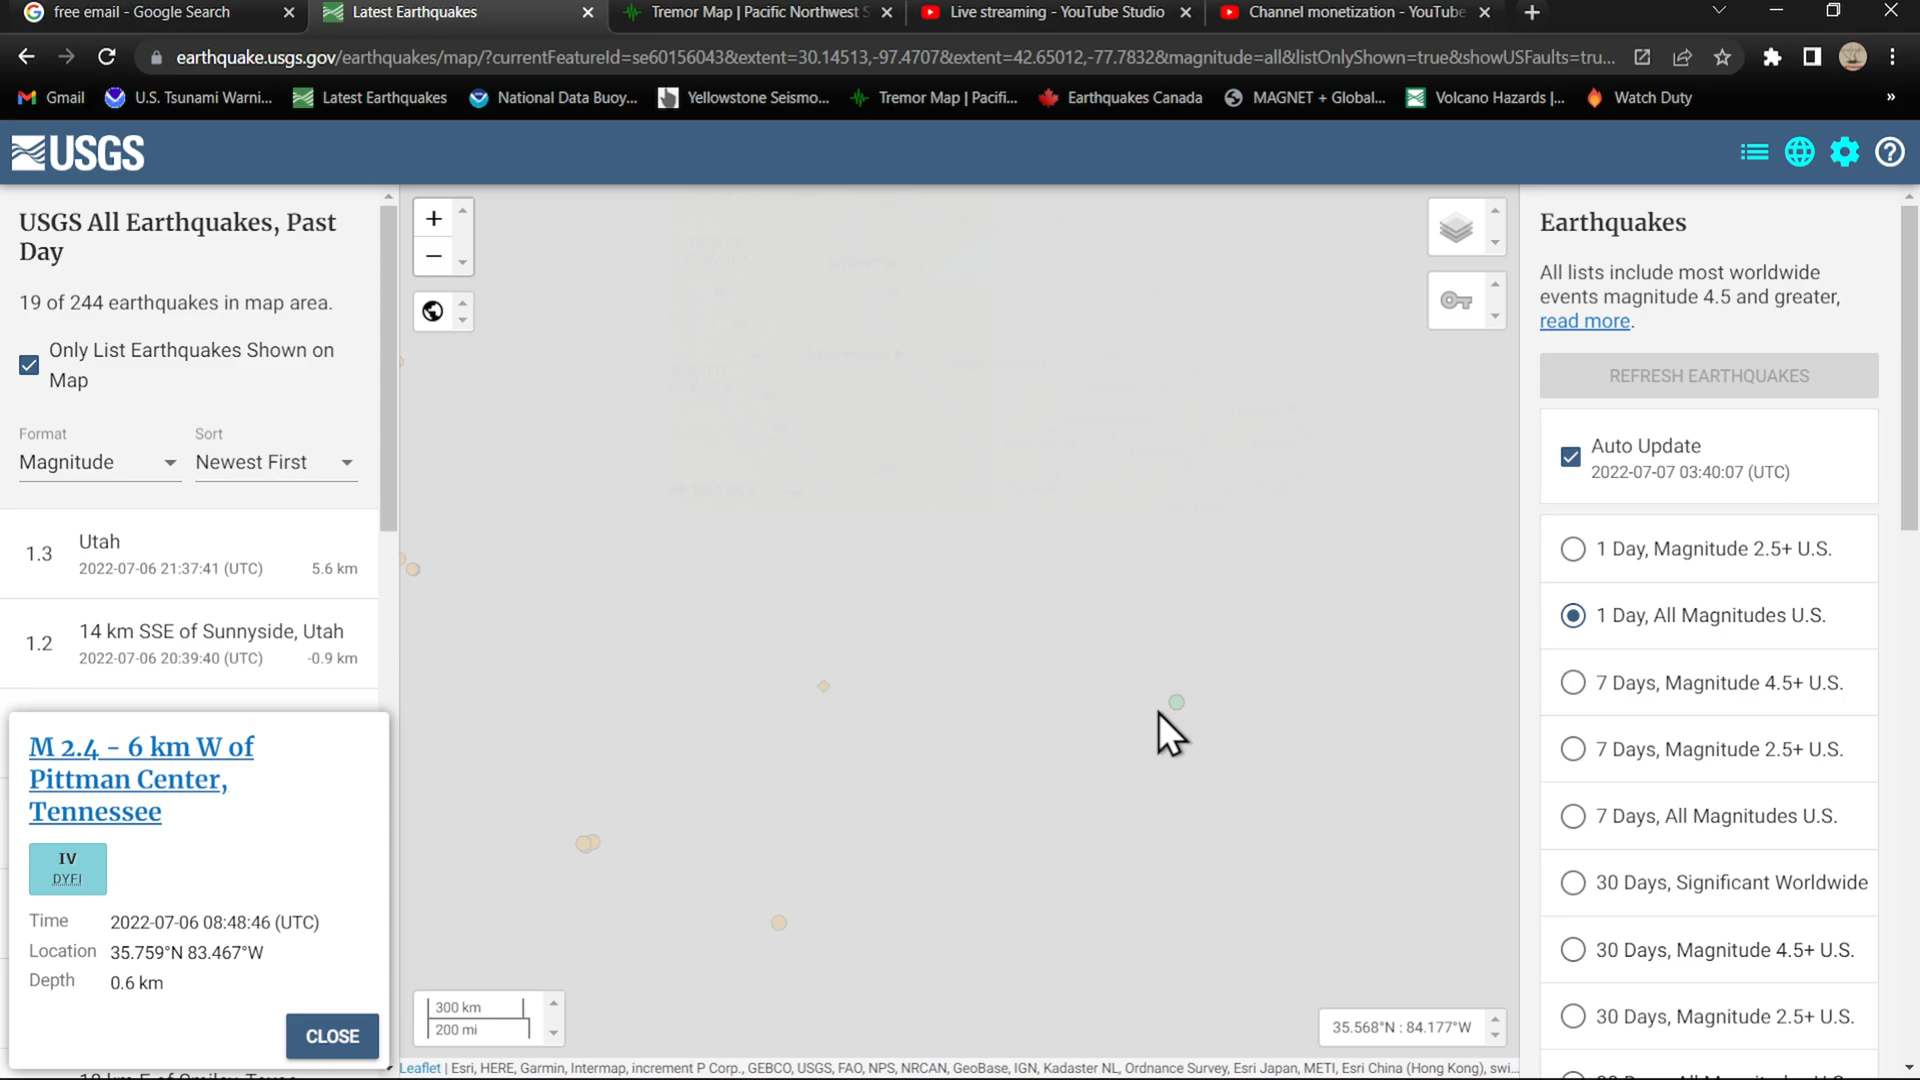 free email - Google Search
Latest Earthquakes
Tremor Map | Pacific Northwest S
Live streaming - YouTube Studio
Channel monetization - YouTube
earthquake.usgs.gov/earthquakes/map/?currentFeatureId=se60156043&extent=30.14513,-97.4707&extent=42.65012,-77.7832&magnitude=all&listOnlyShown=true&showUSFaults=tru...
Gmail
U.S. Tsunami Warni...
Latest Earthquakes
National Data Buoy...
Yellowstone Seismo...
Tremor Map | Pacifi...
Earthquakes Canada
MAGNET + Global...
Volcano Hazards |...
Watch Duty
»
USGS
USGS All Earthquakes, Past
Day
19 of 244 earthquakes in map area.
Only List Earthquakes Shown on
Map
Format
Magnitude
Sort
Newest First
1.3
Utah
2022-07-06 21:37:41 (UTC)
5.6 km
1.2
14 km SSE of Sunnyside, Utah
2022-07-06 20:39:40 (UTC)
-0.9 km
M 2.4 - 6 km W of
Pittman Center,
Tennessee
IV
DYFI
Time
2022-07-06 08:48:46 (UTC)
Location
35.759°N 83.467°W
Depth
0.6 km
CLOSE
+
−
300 km
200 mi
35.568°N : 84.177°W
Leaflet | Esri, HERE, Garmin, Intermap, increment P Corp., GEBCO, USGS, FAO, NPS, NRCAN, GeoBase, IGN, Kadaster NL, Ordnance Survey, Esri Japan, METI, Esri China (Hong Kong), swi...
Earthquakes
All lists include most worldwide
events magnitude 4.5 and greater,
read more.
REFRESH EARTHQUAKES
Auto Update
2022-07-07 03:40:07 (UTC)
1 Day, Magnitude 2.5+ U.S.
1 Day, All Magnitudes U.S.
7 Days, Magnitude 4.5+ U.S.
7 Days, Magnitude 2.5+ U.S.
7 Days, All Magnitudes U.S.
30 Days, Significant Worldwide
30 Days, Magnitude 4.5+ U.S.
30 Days, Magnitude 2.5+ U.S.